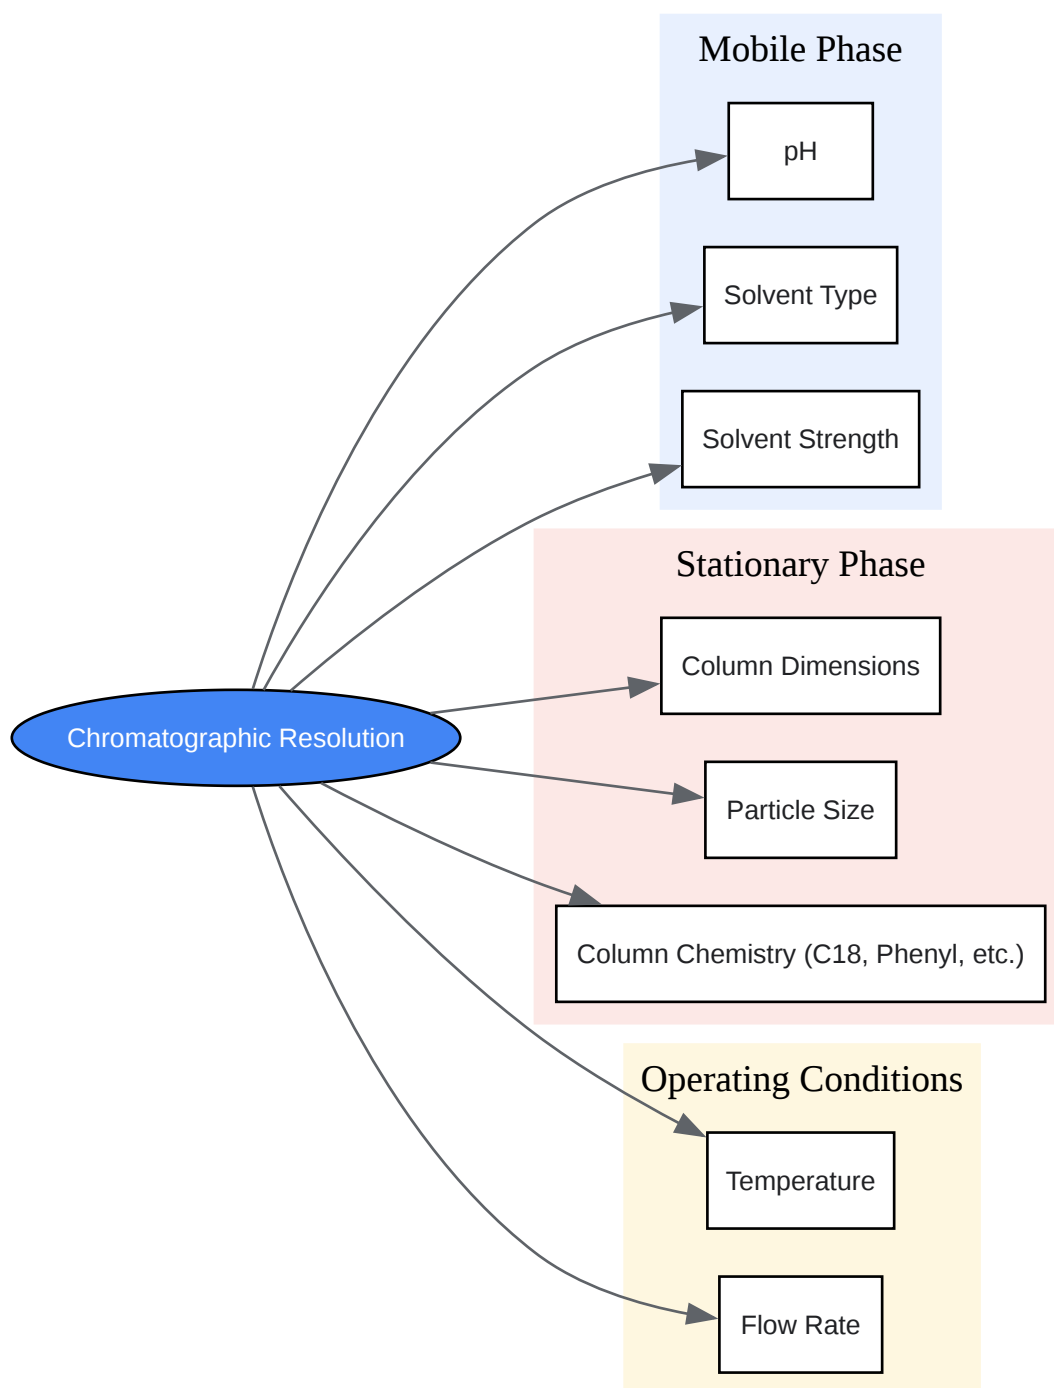 Mobile Phase
pH
Solvent Type
Solvent Strength
Stationary Phase
Column Dimensions
Chromatographic Resolution
Particle Size
Column Chemistry (C18, Phenyl, etc.)
Operating Conditions
Temperature
Flow Rate